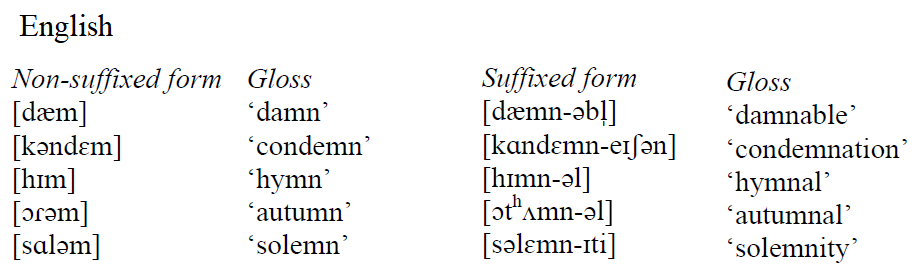 English
Non-suffixed form Gloss Suffixed form Gloss
[dæm] ‘damn’ [dæmn-əbl̩] ‘damnable’
[kəndɛm] ‘condemn’ [kɑndɛmn-eɪʃən] ‘condemnation’
[hɪm] ‘hymn’ [hɪmn-əl] ‘hymnal’
[ɔɾəm] ‘autumn’ [ɔtʰʌmn-əl] ‘autumnal’
[sɑləm] ‘solemn’ [səlɛmn-ɪti] ‘solemnity’